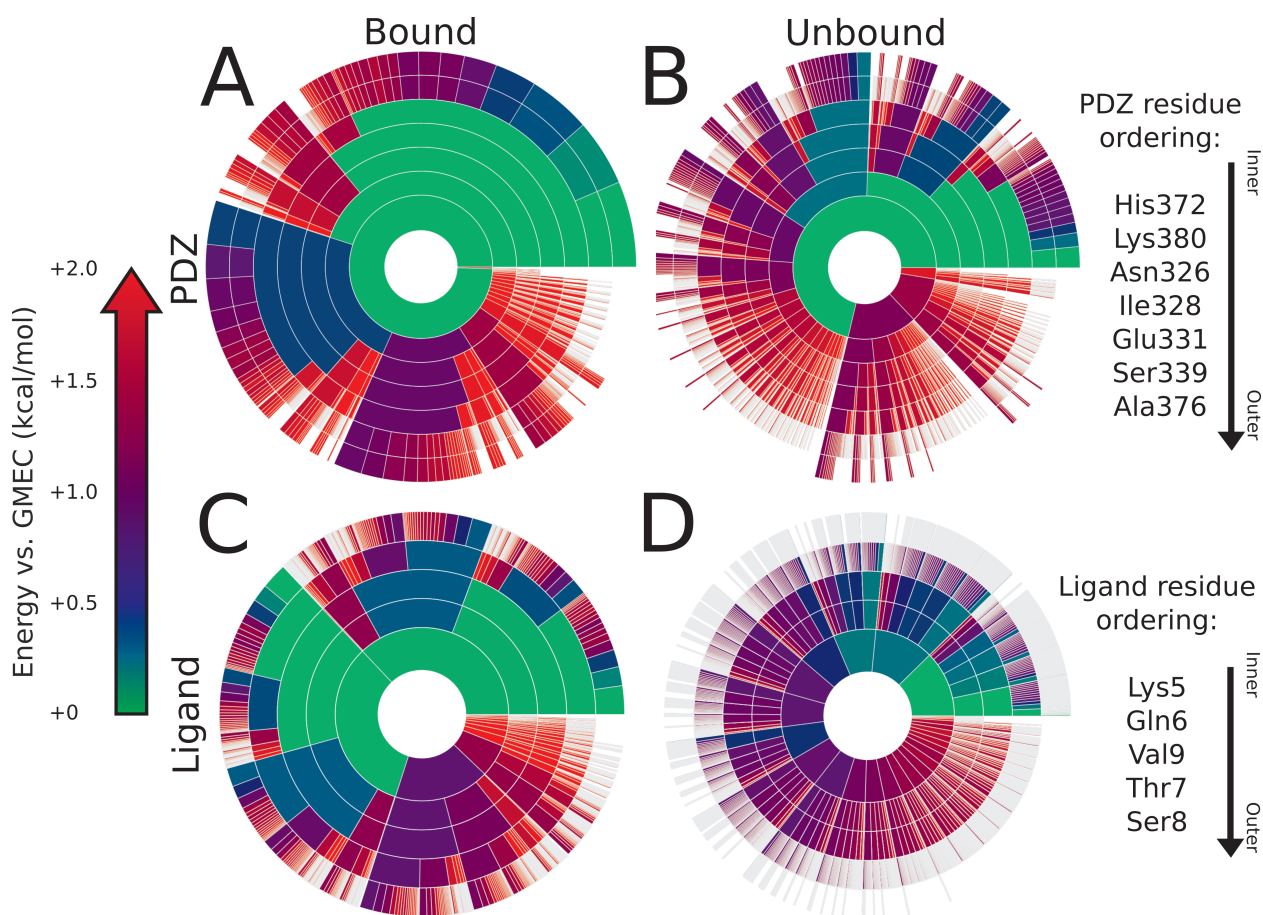 Bound
Unbound
A
B
PDZ residue
ordering:
Inner
His372
Lys380
Asn326
Ile328
Glu331
Ser339
Ala376
Outer
PDZ
Energy vs. GMEC (kcal/mol)
+2.0
+1.5
+1.0
+0.5
+0
C
D
Ligand residue
ordering:
Inner
Lys5
Gln6
Val9
Thr7
Ser8
Outer
Ligand